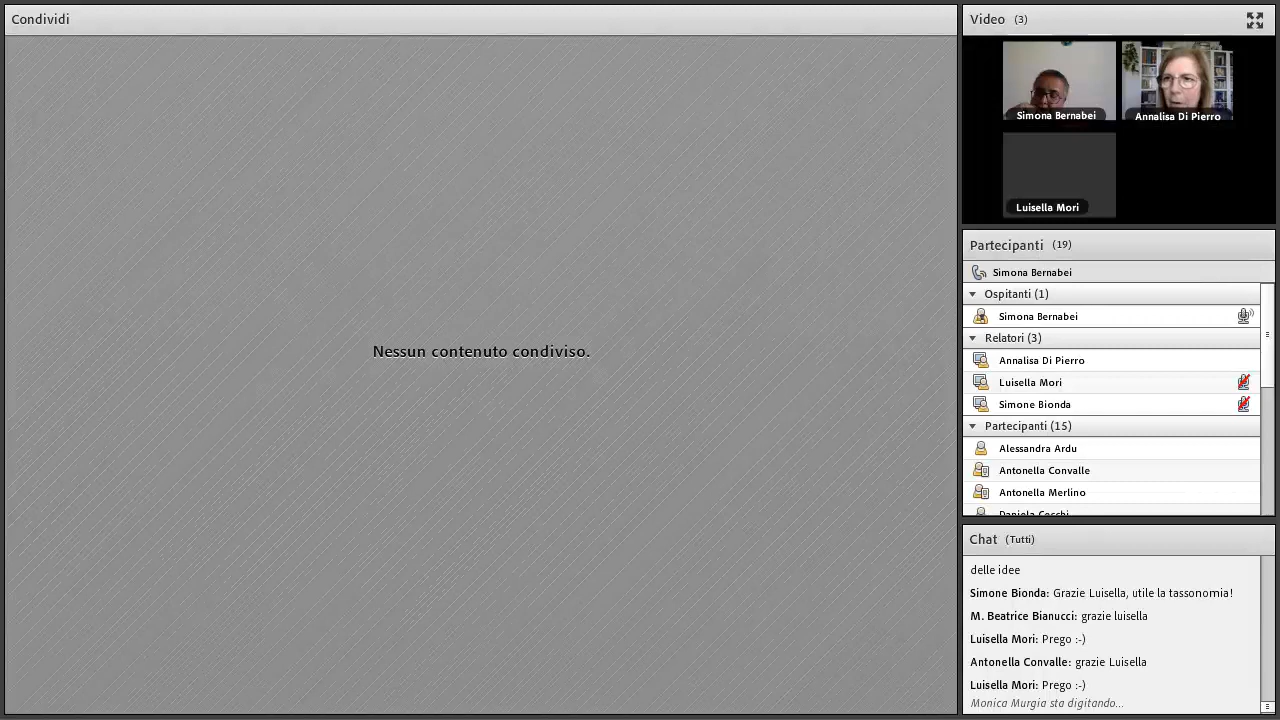 Condividi
Nessun contenuto condiviso.
Video (3)
Simona Bernabei
Annalisa Di Pierro
Luisella Mori
Partecipanti (19)
Simona Bernabei
Ospitanti (1)
Simona Bernabei
Relatori (3)
Annalisa Di Pierro
Luisella Mori
Simone Bionda
Partecipanti (15)
Alessandra Ardu
Antonella Convalle
Antonella Merlino
Daniela Cecchi
Chat (Tutti)
delle idee
Simone Bionda: Grazie Luisella, utile la tassonomia!
M. Beatrice Bianucci: grazie luisella
Luisella Mori: Prego :-)
Antonella Convalle: grazie Luisella
Luisella Mori: Prego :-)
Monica Murgia sta digitando...